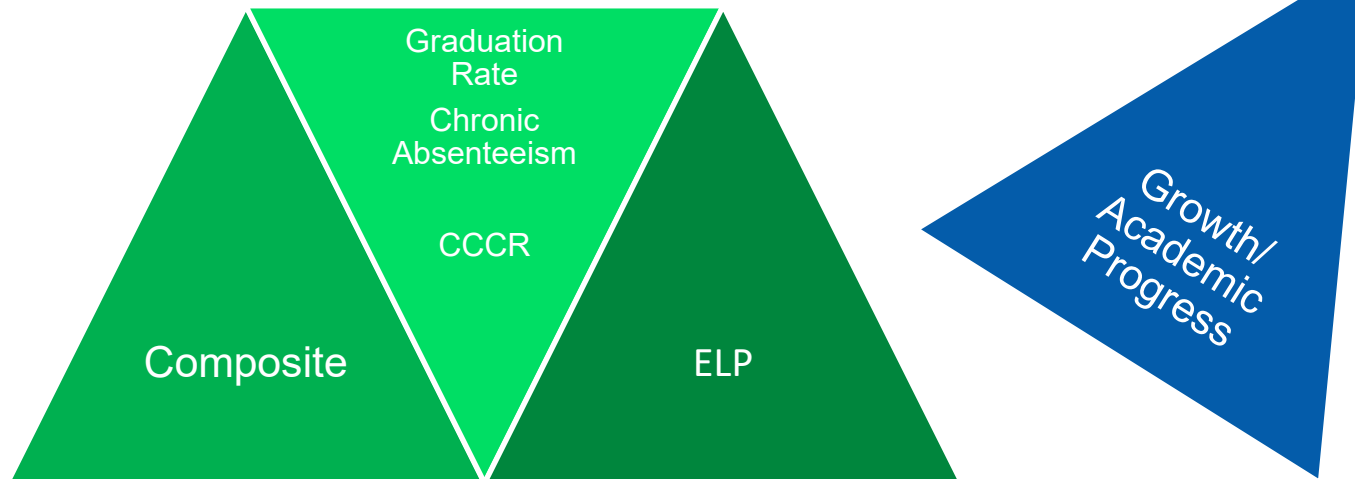 Graduation
Rate
Chronic
Absenteeism
CCCR
Composite
ELP
Growth/
Academic
Progress